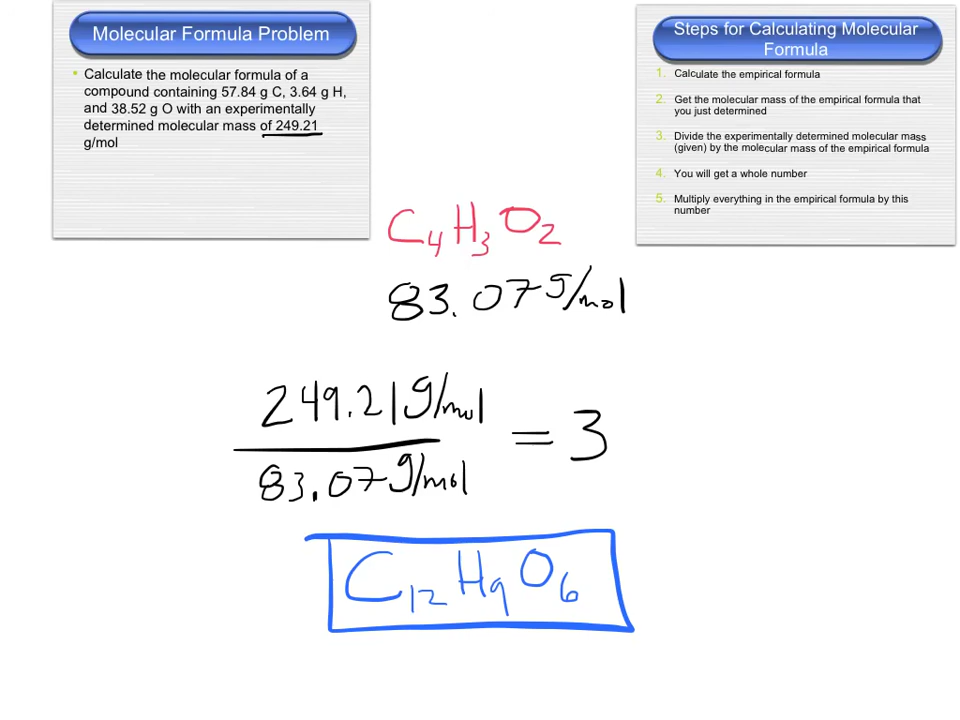 Molecular Formula Problem
• Calculate the molecular formula of a
compound containing 57.84 g C, 3.64 g H,
and 38.52 g O with an experimentally
determined molecular mass of 249.21
g/mol
Steps for Calculating Molecular
Formula
1. Calculate the empirical formula
2. Get the molecular mass of the empirical formula that
you just determined
3. Divide the experimentally determined molecular mass
(given) by the molecular mass of the empirical formula
4. You will get a whole number
5. Multiply everything in the empirical formula by this
number
C₄H₃O₂
83.07g/mol
249.21g/mol
83.07g/mol
= 3
C₁₂H₉O₆